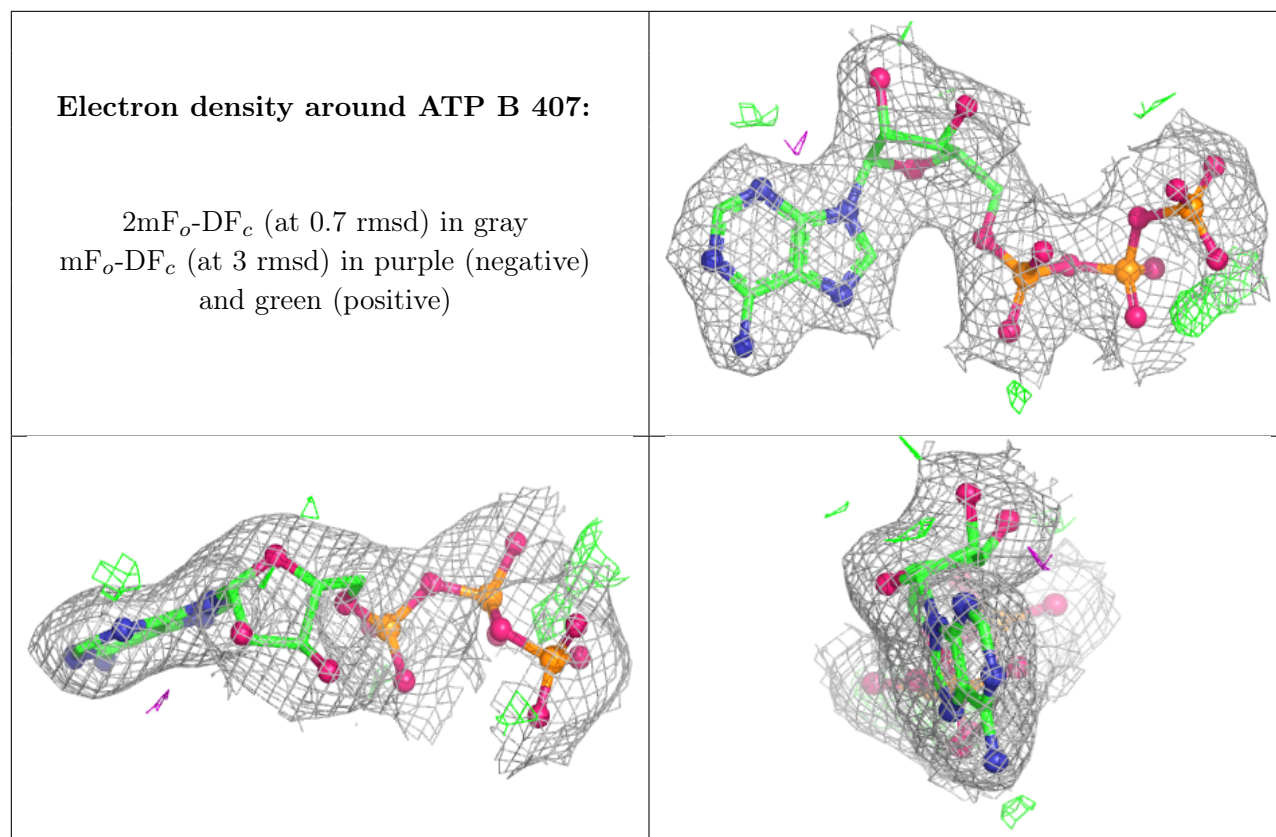 Electron density around ATP B 407:
2mFₒ-DF𝑐 (at 0.7 rmsd) in gray
mFₒ-DF𝑐 (at 3 rmsd) in purple (negative)
and green (positive)